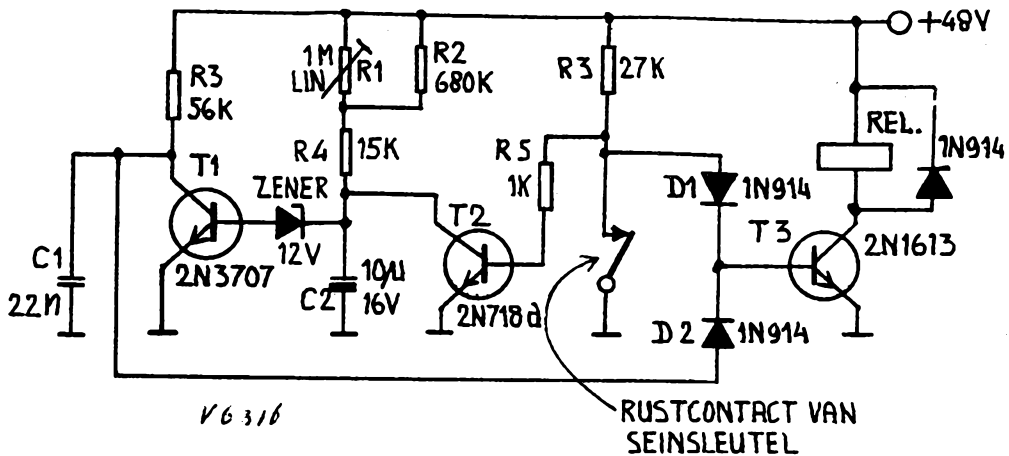 +48V
R3
56K
1M
LIN
R1
R2
680K
R3
27K
REL.
1N914
R4
15K
R5
1K
T1
ZENER
12V
2N3707
C1
22n
C2
10µ
16V
T2
2N718a
D1
1N914
T3
2N1613
D2
1N914
RUSTCONTACT VAN
SEINSLEUTEL